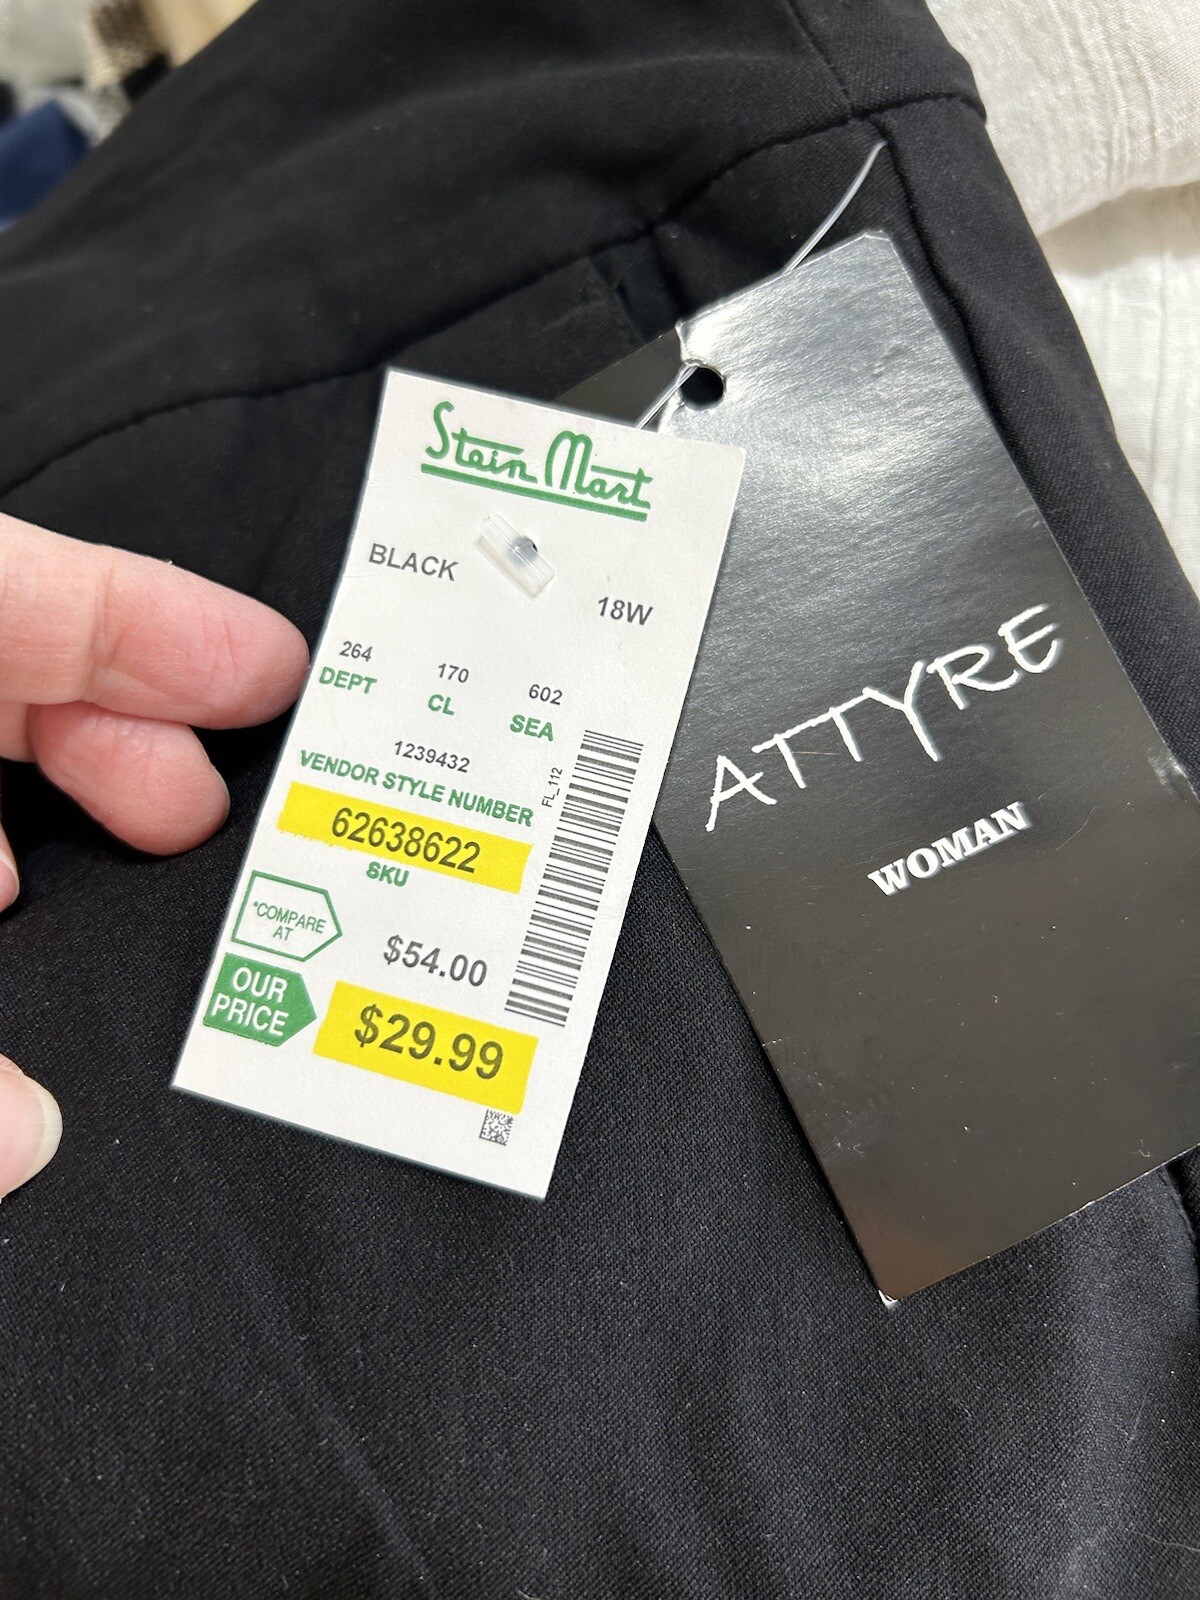 Stein Mart
BLACK
18W
264 170 602
DEPT CL SEA
1239432
VENDOR STYLE NUMBER
62638622
SKU
FL_112
*COMPARE
AT
$54.00
OUR
PRICE
$29.99
ATTYRE
WOMAN